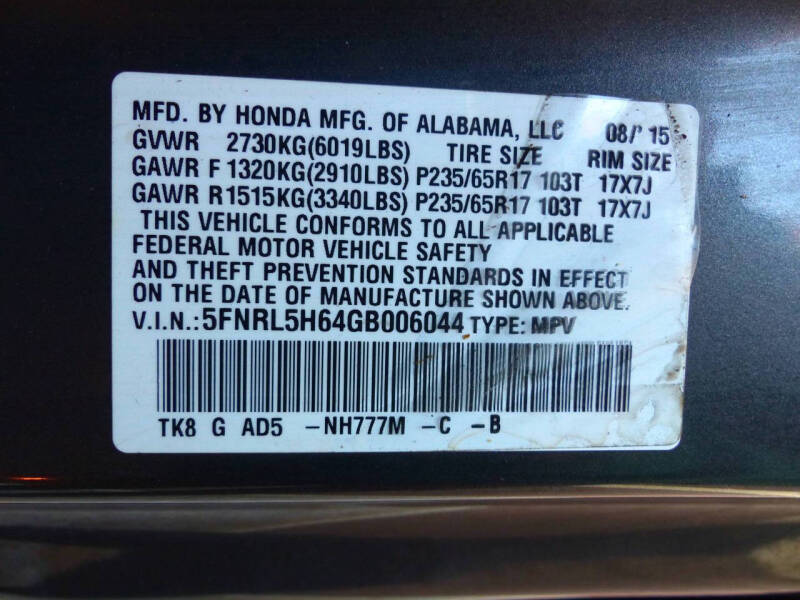 MFD. BY HONDA MFG. OF ALABAMA, LLC 08/'15
GVWR 2730KG(6019LBS) TIRE SIZE RIM SIZE
GAWR F 1320KG(2910LBS) P235/65R17 103T 17X7J
GAWR R1515KG(3340LBS) P235/65R17 103T 17X7J
THIS VEHICLE CONFORMS TO ALL APPLICABLE
FEDERAL MOTOR VEHICLE SAFETY
AND THEFT PREVENTION STANDARDS IN EFFECT
ON THE DATE OF MANUFACTURE SHOWN ABOVE.
V.I.N.:5FNRL5H64GB006044 TYPE: MPV
TK8 G AD5 -NH777M -C -B